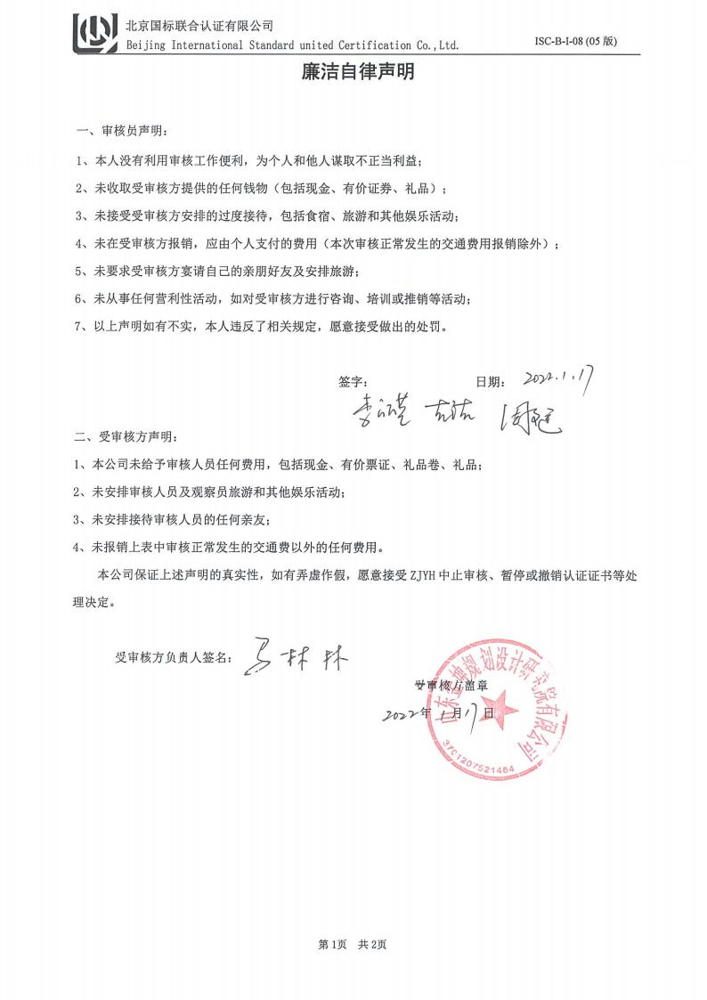 北京国标联合认证有限公司
Beijing International Standard united Certification Co.,Ltd.
ISC-B-I-08 (05 版)
廉洁自律声明
一、审核员声明：
1、本人没有利用审核工作便利，为个人和他人谋取不正当利益；
2、未收取受审核方提供的任何钱物（包括现金、有价证券、礼品）；
3、未接受受审核方安排的过度接待，包括食宿、旅游和其他娱乐活动；
4、未在受审核方报销，应由个人支付的费用（本次审核正常发生的交通费用报销除外）；
5、未要求受审核方宴请自己的亲朋好友及安排旅游；
6、未从事任何营利性活动，如对受审核方进行咨询、培训或推销等活动；
7、以上声明如有不实，本人违反了相关规定，愿意接受做出的处罚。
签字： 日期： 2022.1.17
二、受审核方声明：
1、本公司未给予审核人员任何费用，包括现金、有价票证、礼品卷、礼品；
2、未安排审核人员及观察员旅游和其他娱乐活动；
3、未安排接待审核人员的任何亲友；
4、未报销上表中审核正常发生的交通费以外的任何费用。
本公司保证上述声明的真实性，如有弄虚作假，愿意接受 ZJYH 中止审核、暂停或撤销认证证书等处
理决定。
受审核方负责人签名： 马林林
受审核方盖章
2022年 1月17日
规划设计研究院有限公司
3701207521464
第 1页 共 2页